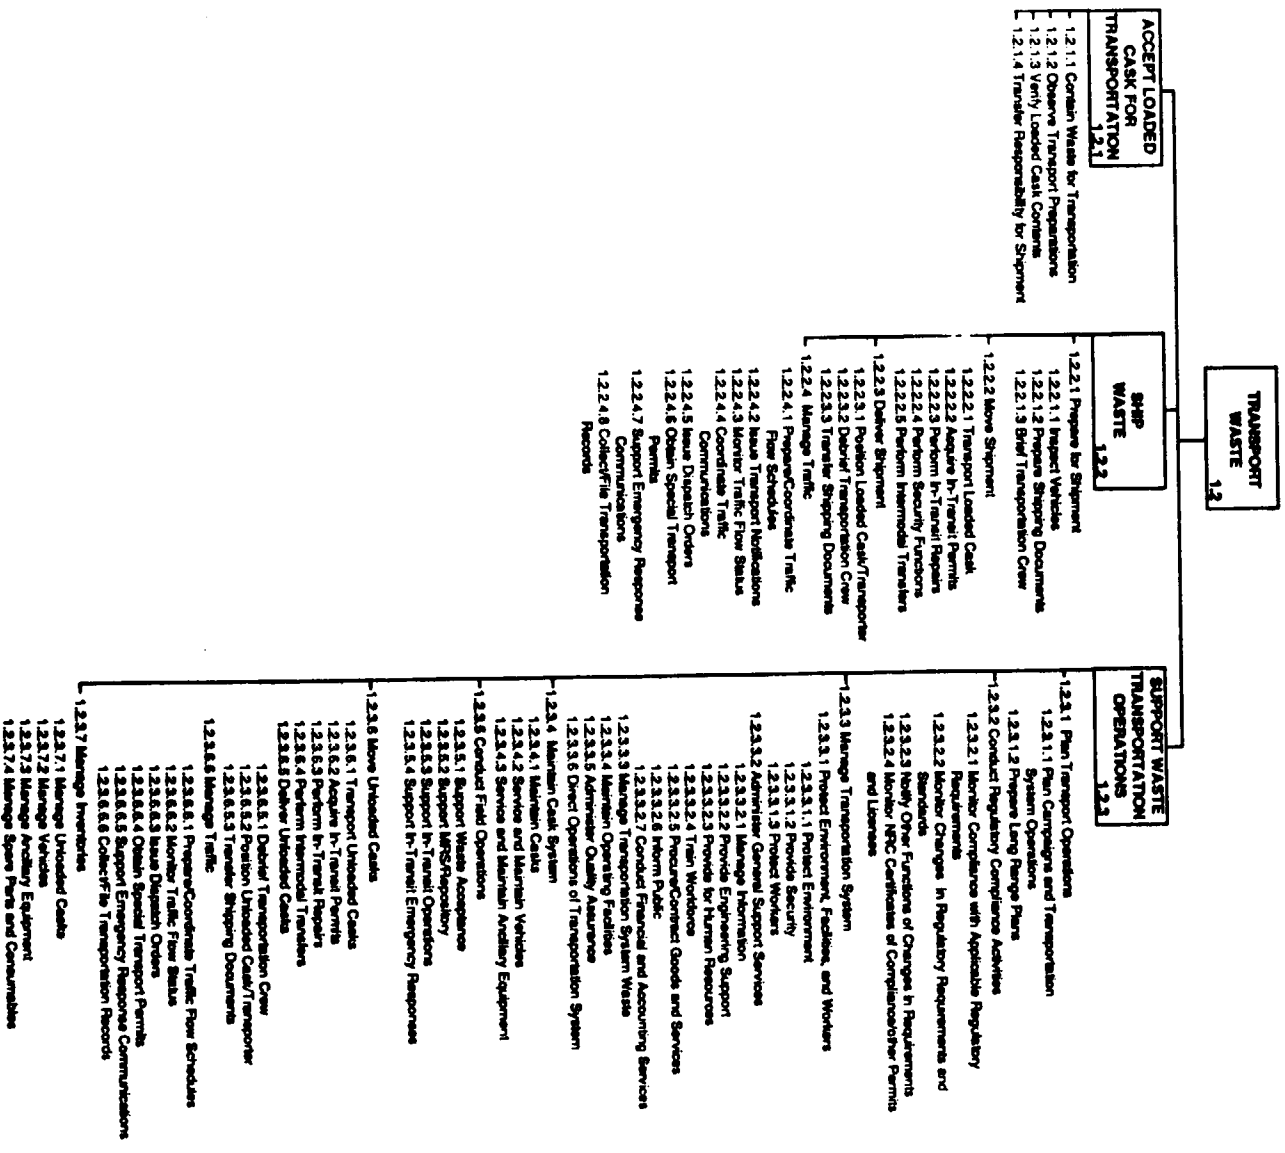 TRANSPORT
WASTE
1.2
ACCEPT LOADED
CASK FOR
TRANSPORTATION
1.2.1
1.2.1.1 Contain Waste for Transportation
1.2.1.2 Observe Transport Preparations
1.2.1.3 Verify Loaded Cask Contents
1.2.1.4 Transfer Responsibility for Shipment
SHIP
WASTE
1.2.2
1.2.2.1 Prepare for Shipment
1.2.2.1.1 Inspect Vehicles
1.2.2.1.2 Prepare Shipping Documents
1.2.2.1.3 Brief Transportation Crew
1.2.2.2 Move Shipment
1.2.2.2.1 Transport Loaded Cask
1.2.2.2.2 Acquire In-Transit Permits
1.2.2.2.3 Perform In-Transit Repairs
1.2.2.2.4 Perform Security Functions
1.2.2.2.5 Perform Intermodal Transfers
1.2.2.3 Deliver Shipment
1.2.2.3.1 Position Loaded Cask/Transporter
1.2.2.3.2 Debrief Transportation Crew
1.2.2.3.3 Transfer Shipping Documents
1.2.2.4 Manage Traffic
1.2.2.4.1 Prepare/Coordinate Traffic
Flow Schedules
1.2.2.4.2 Issue Transport Notifications
1.2.2.4.3 Monitor Traffic Flow Status
1.2.2.4.4 Coordinate Traffic
Communications
1.2.2.4.5 Issue Dispatch Orders
1.2.2.4.6 Obtain Special Transport
Permits
1.2.2.4.7 Support Emergency Response
Communications
1.2.2.4.8 Collect/File Transportation
Records
SUPPORT WASTE
TRANSPORTATION
OPERATIONS
1.2.3
1.2.3.1 Plan Transport Operations
1.2.3.1.1 Plan Campaigns and Transportation
System Operations
1.2.3.1.2 Prepare Long Range Plans
1.2.3.2 Conduct Regulatory Compliance Activities
1.2.3.2.1 Monitor Compliance with Applicable Regulatory
Requirements
1.2.3.2.2 Monitor Changes in Regulatory Requirements and
Standards
1.2.3.2.3 Notify Other Functions of Changes in Requirements
1.2.3.2.4 Monitor NRC Certificates of Compliance/other Permits
and Licenses
1.2.3.3 Manage Transportation System
1.2.3.3.1 Protect Environment, Facilities, and Workers
1.2.3.3.1.1 Protect Environment
1.2.3.3.1.2 Provide Security
1.2.3.3.1.3 Protect Workers
1.2.3.3.2 Administer General Support Services
1.2.3.3.2.1 Manage Information
1.2.3.3.2.2 Provide Engineering Support
1.2.3.3.2.3 Provide for Human Resources
1.2.3.3.2.4 Train Workforce
1.2.3.3.2.5 Procure/Contract Goods and Services
1.2.3.3.2.6 Inform Public
1.2.3.3.2.7 Conduct Financial and Accounting Services
1.2.3.3.3 Manage Transportation System Waste
1.2.3.3.4 Maintain Operating Facilities
1.2.3.3.5 Administer Quality Assurance
1.2.3.3.6 Direct Operations of Transportation System
1.2.3.4 Maintain Cask System
1.2.3.4.1 Maintain Casks
1.2.3.4.2 Service and Maintain Vehicles
1.2.3.4.3 Service and Maintain Ancillary Equipment
1.2.3.5 Conduct Field Operations
1.2.3.5.1 Support Waste Acceptance
1.2.3.5.2 Support MRS/Repository
1.2.3.5.3 Support In-Transit Operations
1.2.3.5.4 Support In-Transit Emergency Responses
1.2.3.6 Move Unloaded Casks
1.2.3.6.1 Transport Unloaded Casks
1.2.3.6.2 Acquire In-Transit Permits
1.2.3.6.3 Perform In-Transit Repairs
1.2.3.6.4 Perform Intermodal Transfers
1.2.3.6.5 Deliver Unloaded Casks
1.2.3.6.5.1 Debrief Transportation Crew
1.2.3.6.5.2 Position Unloaded Cask/Transporter
1.2.3.6.5.3 Transfer Shipping Documents
1.2.3.6.6 Manage Traffic
1.2.3.6.6.1 Prepare/Coordinate Traffic Flow Schedules
1.2.3.6.6.2 Monitor Traffic Flow Status
1.2.3.6.6.3 Issue Dispatch Orders
1.2.3.6.6.4 Obtain Special Transport Permits
1.2.3.6.6.5 Support Emergency Response Communications
1.2.3.6.6.6 Collect/File Transportation Records
1.2.3.7 Manage Inventories
1.2.3.7.1 Manage Unloaded Casks
1.2.3.7.2 Manage Vehicles
1.2.3.7.3 Manage Ancillary Equipment
1.2.3.7.4 Manage Spare Parts and Consumables